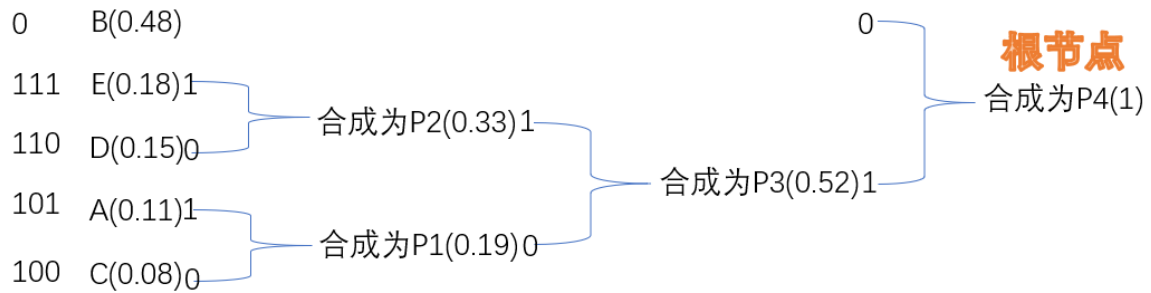 0 B(0.48) 0
根节点
111 E(0.18)1
合成为P4(1)
合成为P2(0.33)1
110 D(0.15)0
合成为P3(0.52)1
101 A(0.11)1
合成为P1(0.19)0
100 C(0.08)0